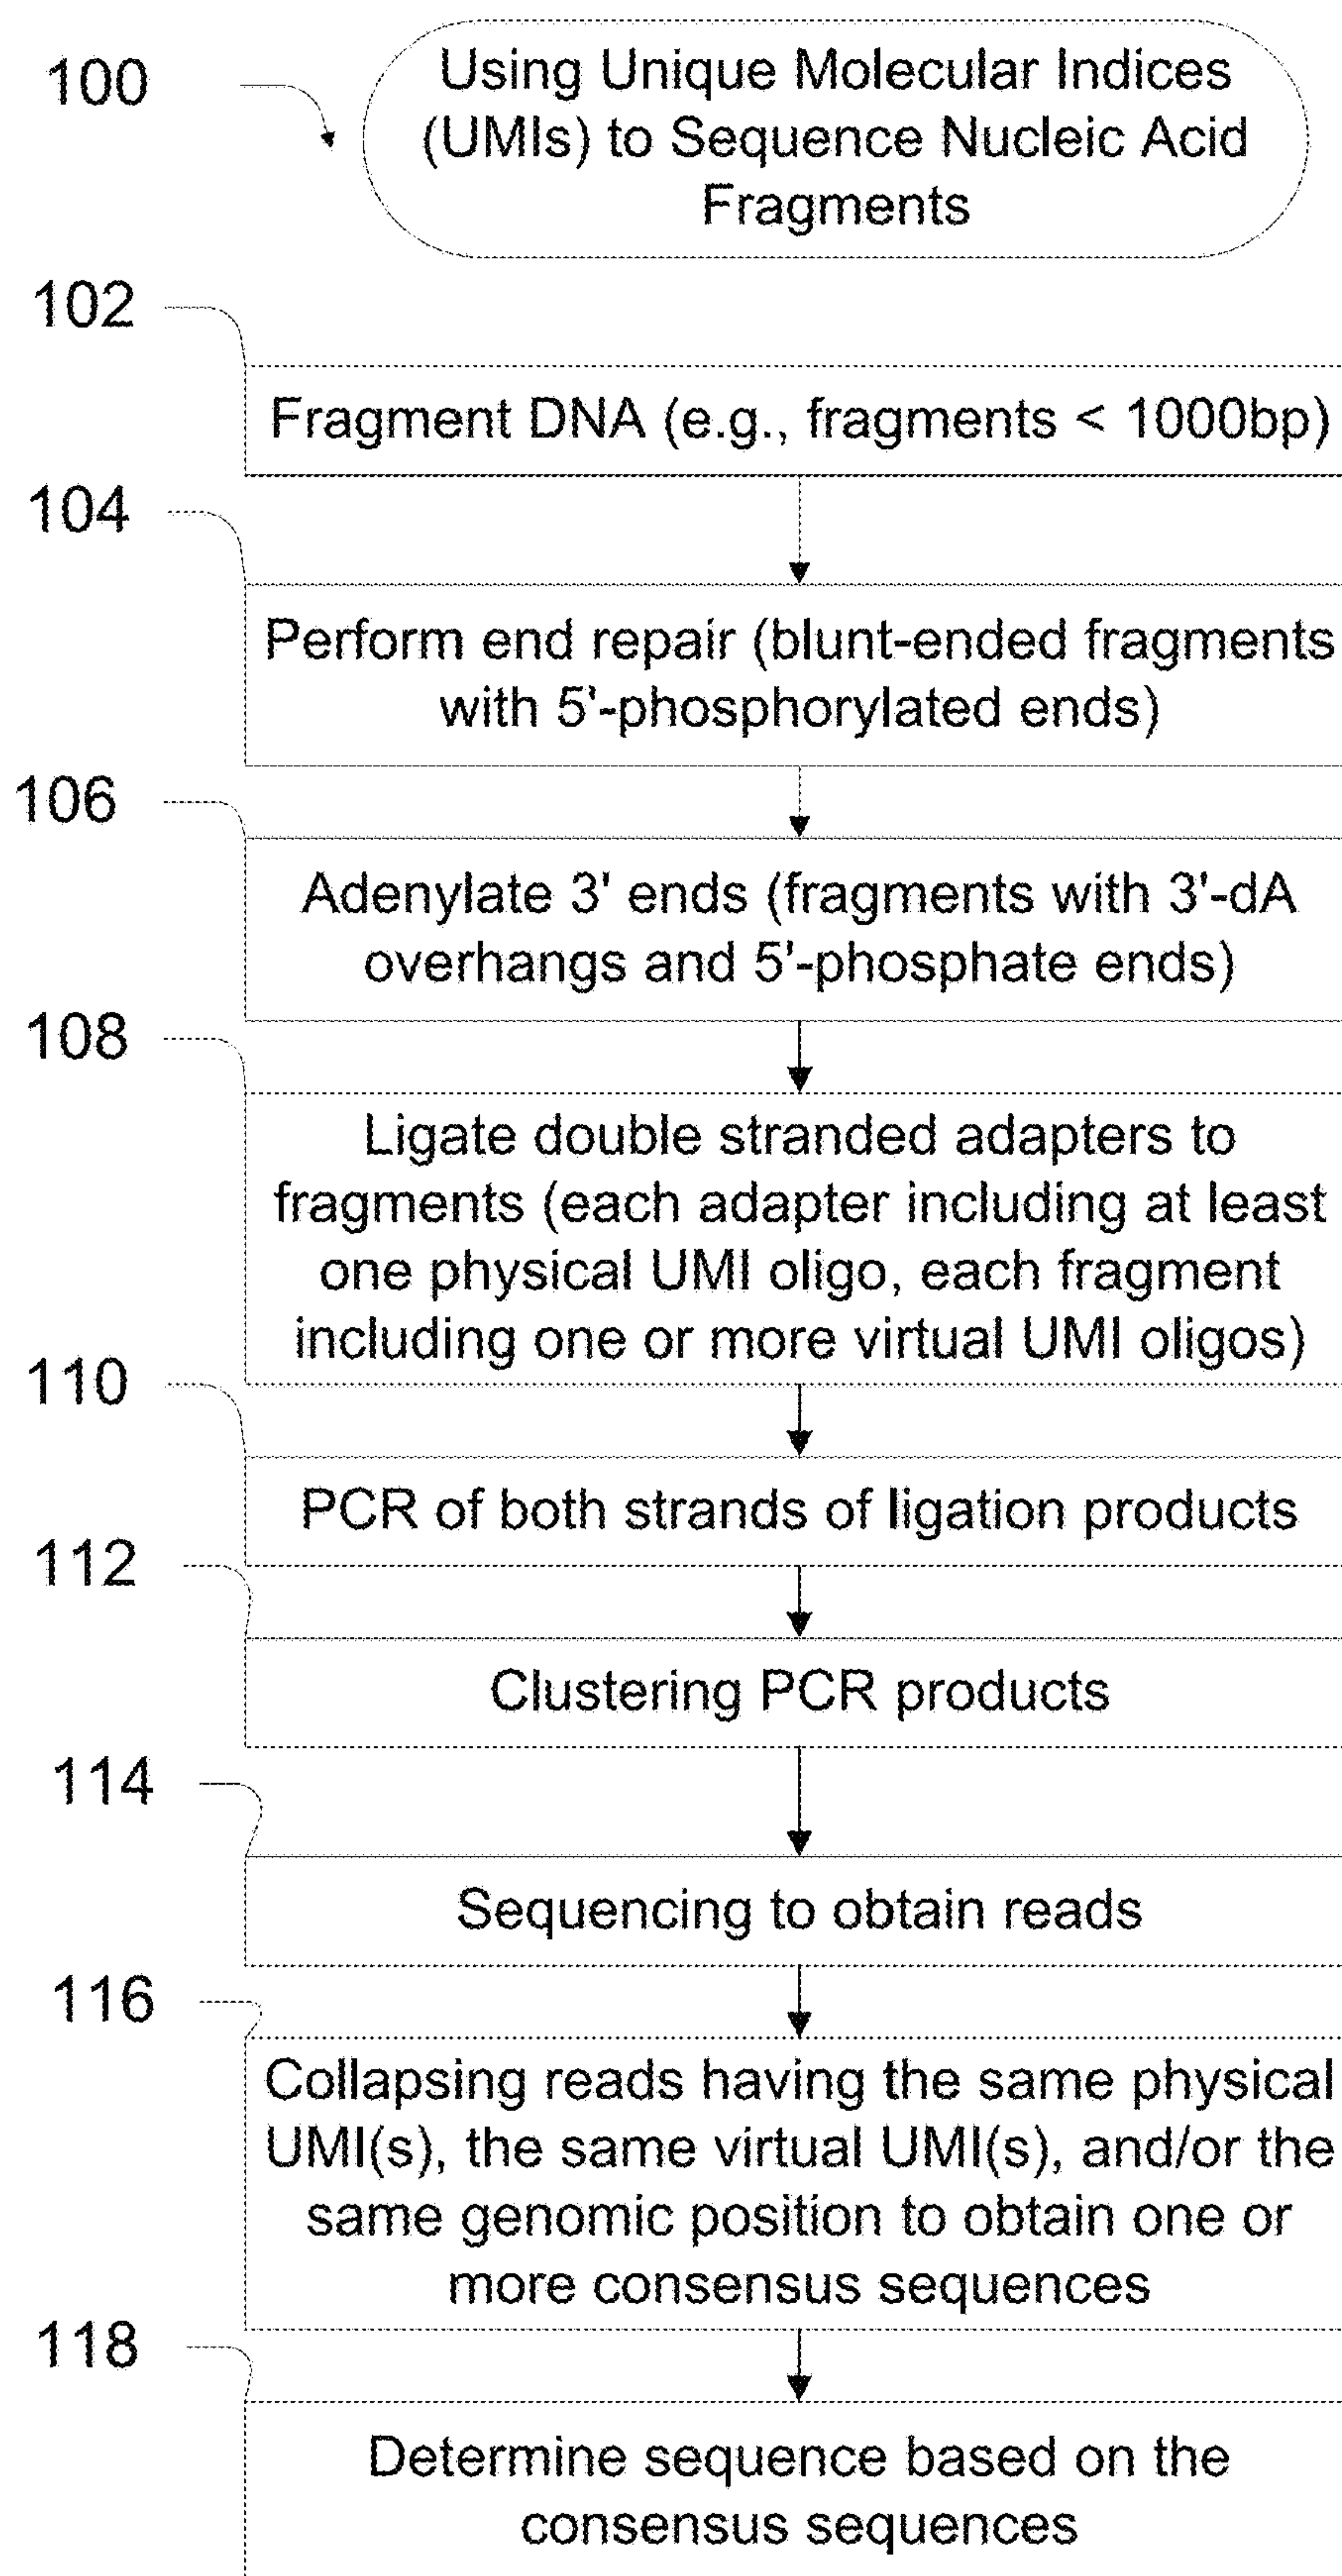 100
Using Unique Molecular Indices
(UMIs) to Sequence Nucleic Acid
Fragments
102
Fragment DNA (e.g., fragments < 1000bp)
104
Perform end repair (blunt-ended fragments
with 5'-phosphorylated ends)
106
Adenylate 3' ends (fragments with 3'-dA
overhangs and 5'-phosphate ends)
108
Ligate double stranded adapters to
fragments (each adapter including at least
one physical UMI oligo, each fragment
including one or more virtual UMI oligos)
110
PCR of both strands of ligation products
112
Clustering PCR products
114
Sequencing to obtain reads
116
Collapsing reads having the same physical
UMI(s), the same virtual UMI(s), and/or the
same genomic position to obtain one or
more consensus sequences
118
Determine sequence based on the
consensus sequences